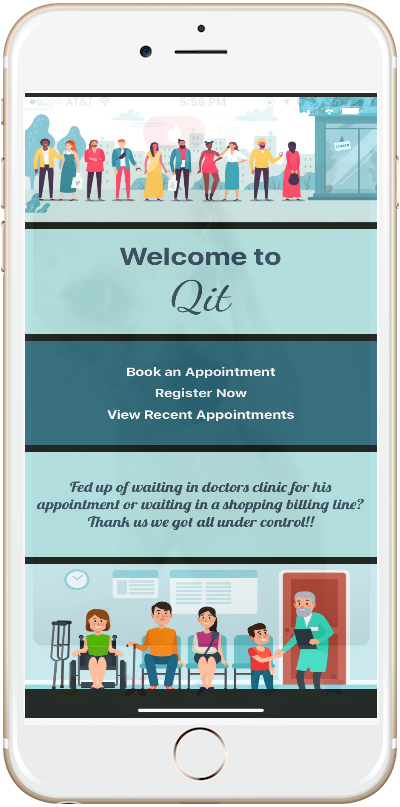 AT&T 5:58 PM
Welcome to
Qit
Book an Appointment
Register Now
View Recent Appointments
Fed up of waiting in doctors clinic for his
appointment or waiting in a shopping billing line?
Thank us we got all under control!!